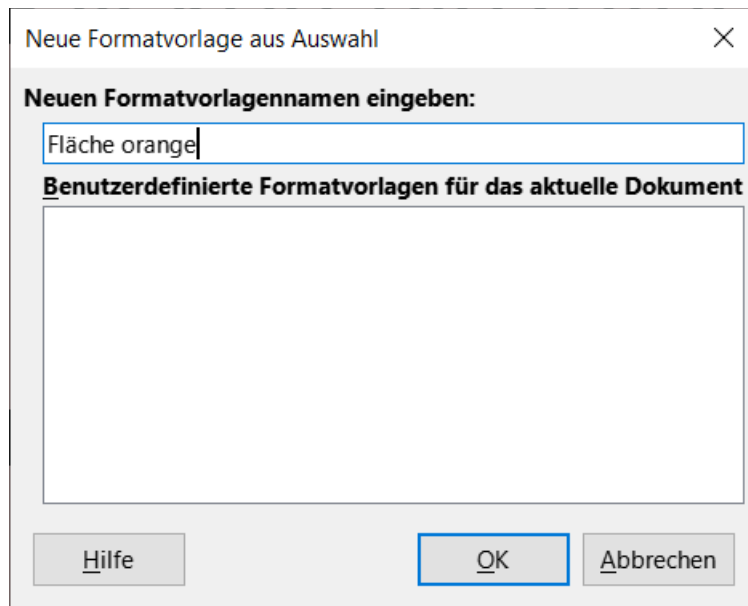 Neue Formatvorlage aus Auswahl
Neuen Formatvorlagennamen eingeben:
Fläche orange
Benutzerdefinierte Formatvorlagen für das aktuelle Dokument
Hilfe
OK
Abbrechen